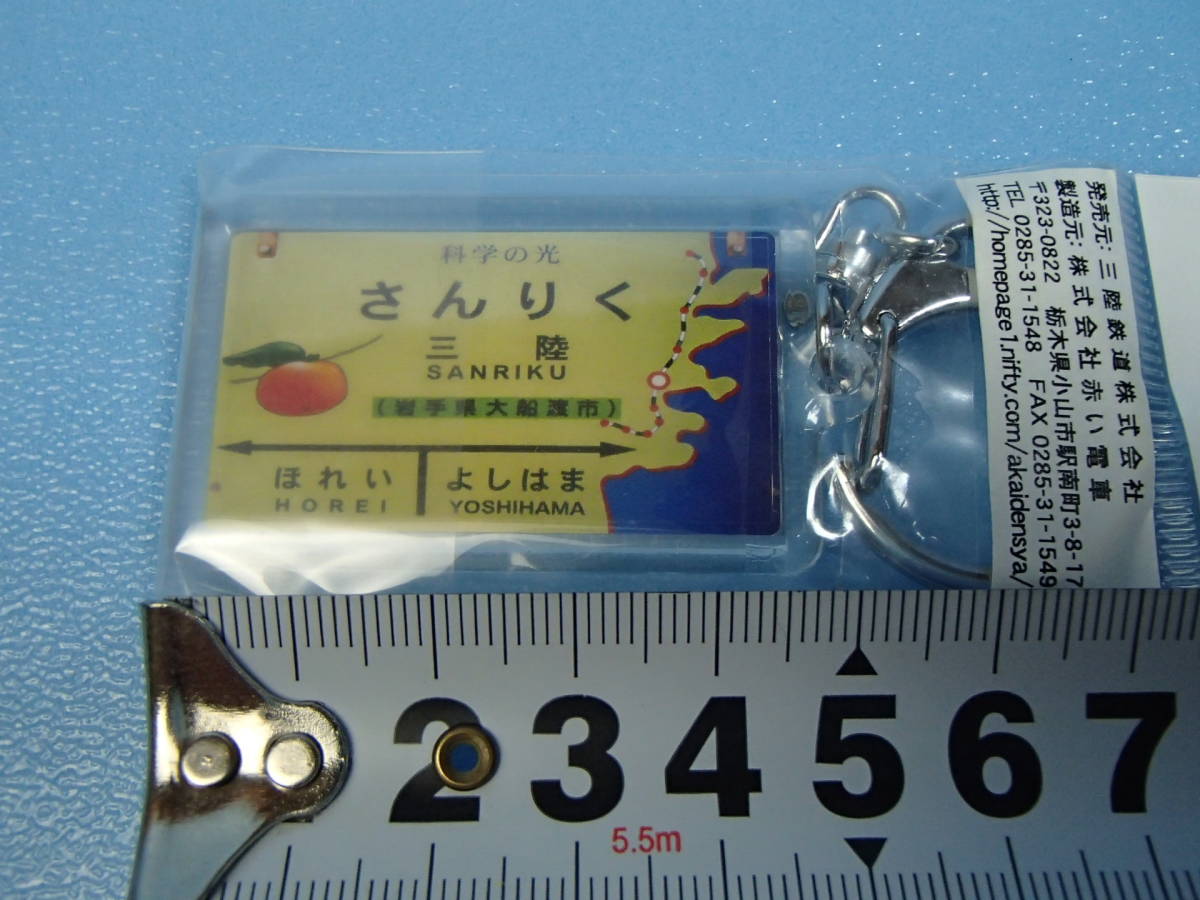 科学の光
さんりく
三陸
SANRIKU
(岩手県大船渡市)
ほれい
HOREI
よしはま
YOSHIHAMA
発売元: 三陸鉄道株式会社
製造元: 株式会社赤い電車
〒323-0822 栃木県小山市駅南町3-8-17
TEL 0285-31-1548 FAX 0285-31-1549
http://homepage1.nifty.com/akaidensya/
2 3 4 5 6 7
5.5m